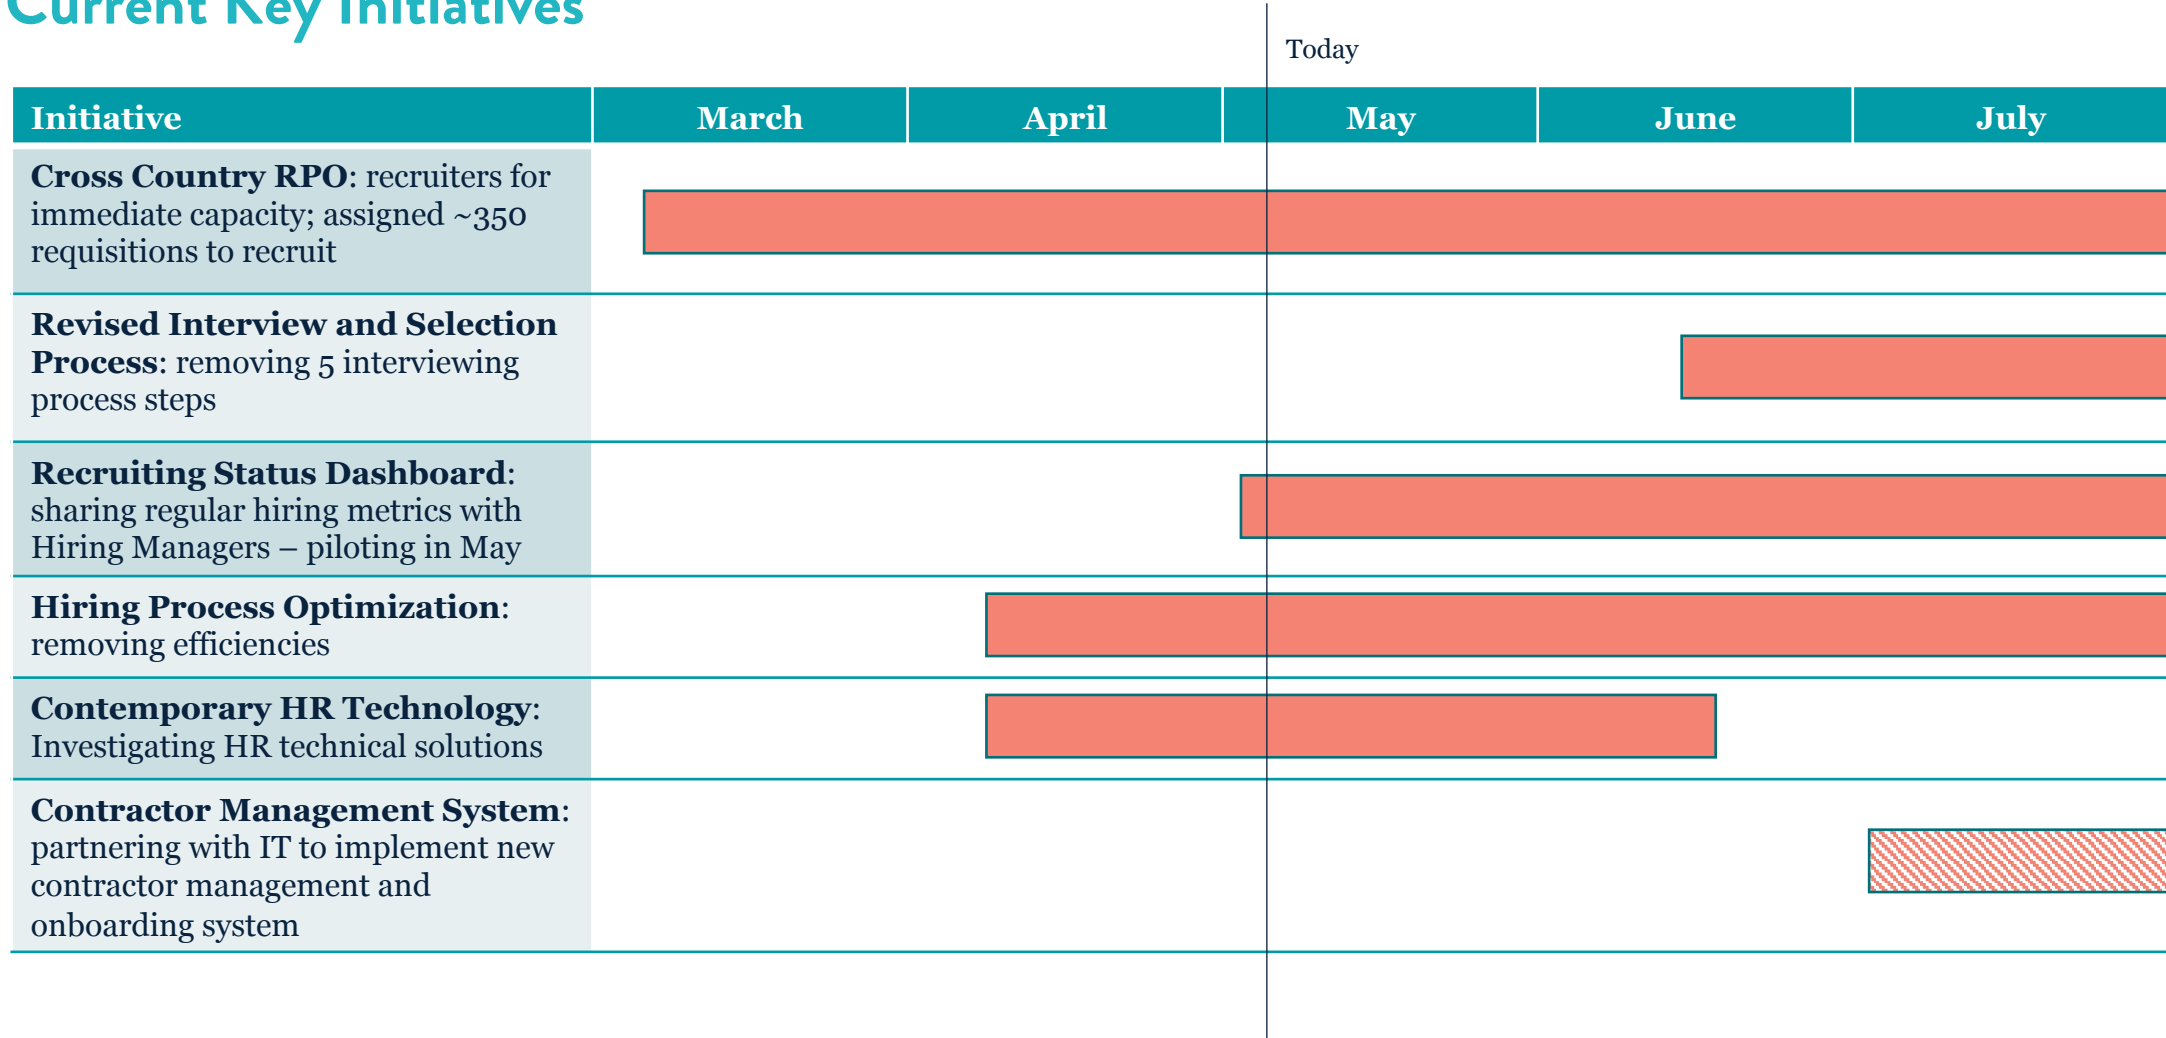 Current Key Initiatives
Today
Initiative March April May June July
Cross Country RPO: recruiters for
immediate capacity; assigned ~350
requisitions to recruit
Revised Interview and Selection
Process: removing 5 interviewing
process steps
Recruiting Status Dashboard:
sharing regular hiring metrics with
Hiring Managers – piloting in May
Hiring Process Optimization:
removing efficiencies
Contemporary HR Technology:
Investigating HR technical solutions
Contractor Management System:
partnering with IT to implement new
contractor management and
onboarding system